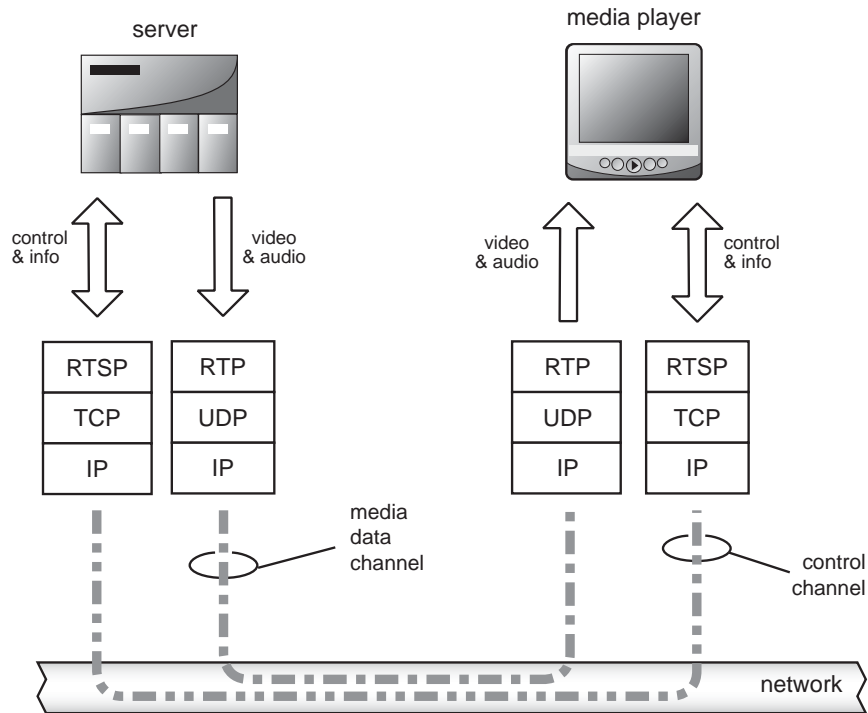 server
media player
control
& info
video
& audio
video
& audio
control
& info
RTSP
TCP
IP
RTP
UDP
IP
RTP
UDP
IP
RTSP
TCP
IP
media
data
channel
control
channel
network